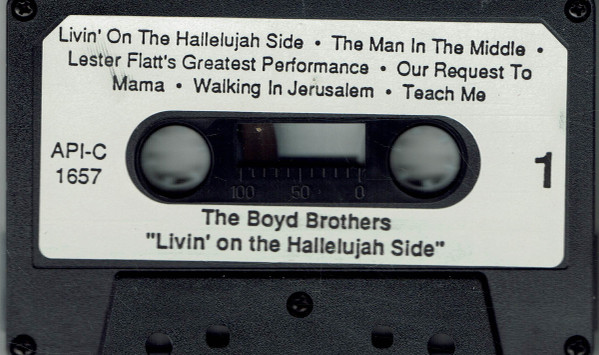 Livin' On The Hallelujah Side • The Man In The Middle •
Lester Flatt's Greatest Performance • Our Request To
Mama • Walking In Jerusalem • Teach Me
API-C
1657
1
100 50 0
The Boyd Brothers
"Livin' on the Hallelujah Side"